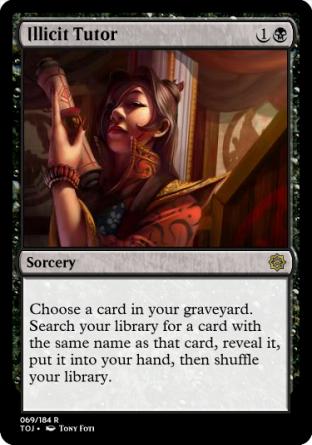 Illicit Tutor 1
Sorcery
Choose a card in your graveyard.
Search your library for a card with
the same name as that card, reveal it,
put it into your hand, then shuffle
your library.
069/184 R
TOJ • Tony Foti